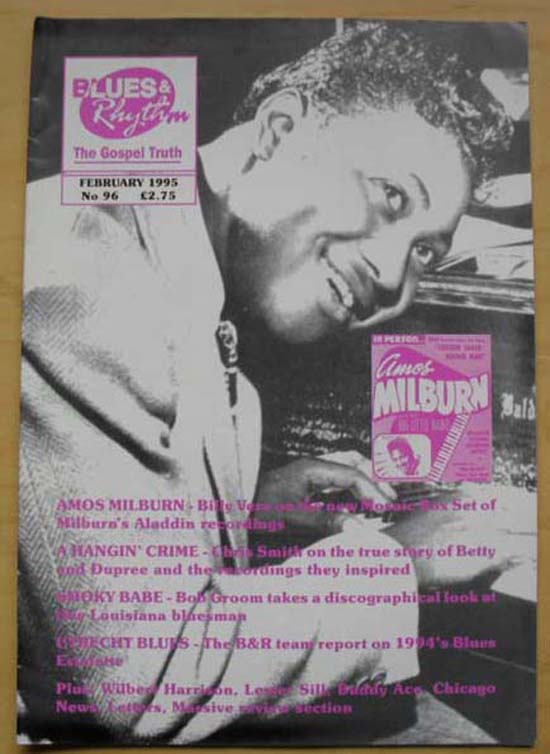 BLUES &
Rhythm
The Gospel Truth
FEBRUARY 1995
No 96 £2.75
IN PERSON
Amos
MILBURN
AMOS MILBURN - Billy Vera on the new Mosaic Box Set of
Milburn's Aladdin recordings
A HANGIN' CRIME - Chris Smith on the true story of Betty
and Dupree and the recordings they inspired
SMOKY BABE - Bob Groom takes a discographical look at
the Louisiana bluesman
UTRECHT BLUES - The B&R team report on 1994's Blues
Estafette
Plus: Wilbert Harrison, Lester Sill, Buddy Ace, Chicago
News, Letters, Massive review section